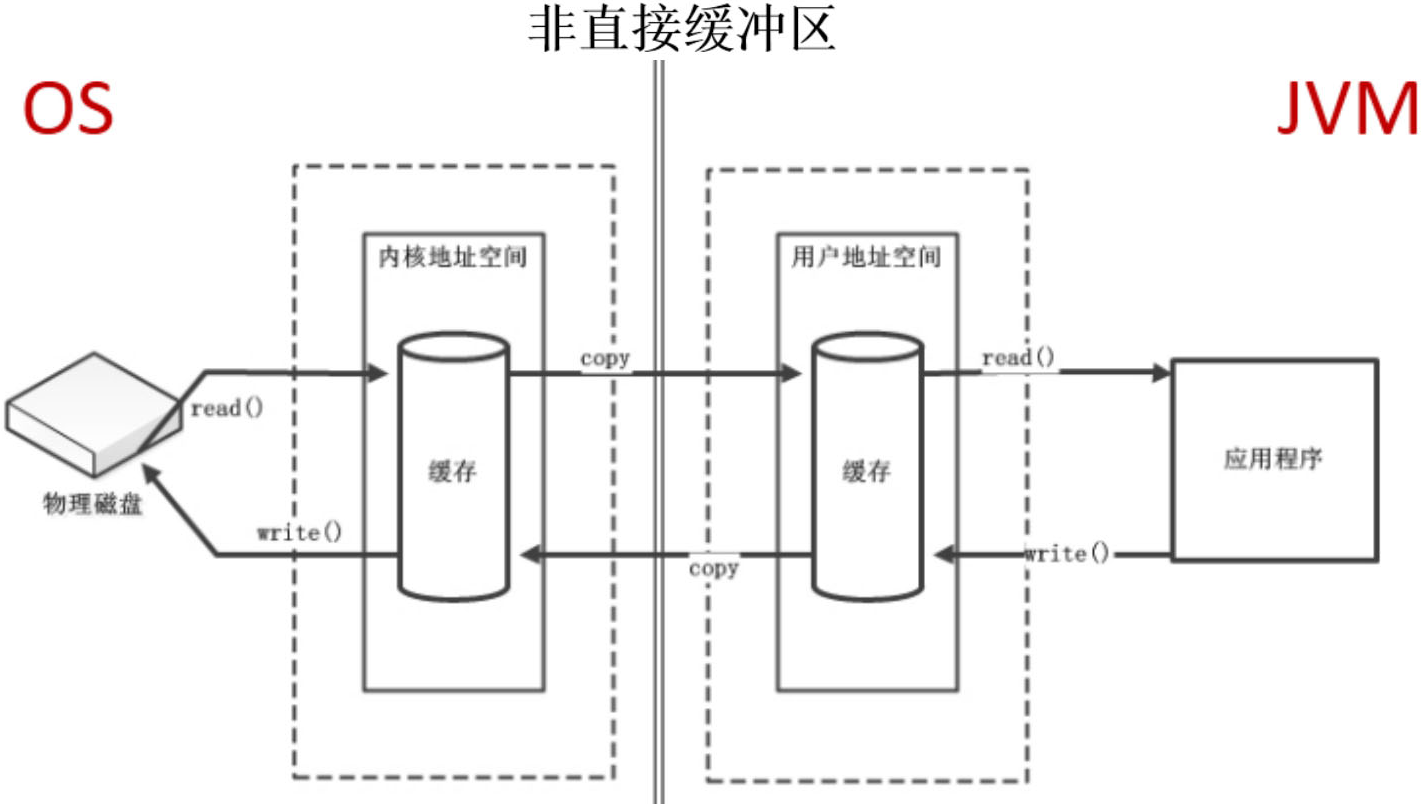 非直接缓冲区
OS
JVM
内核地址空间
用户地址空间
copy
read()
read()
缓存
缓存
应用程序
物理磁盘
write()
copy
write()